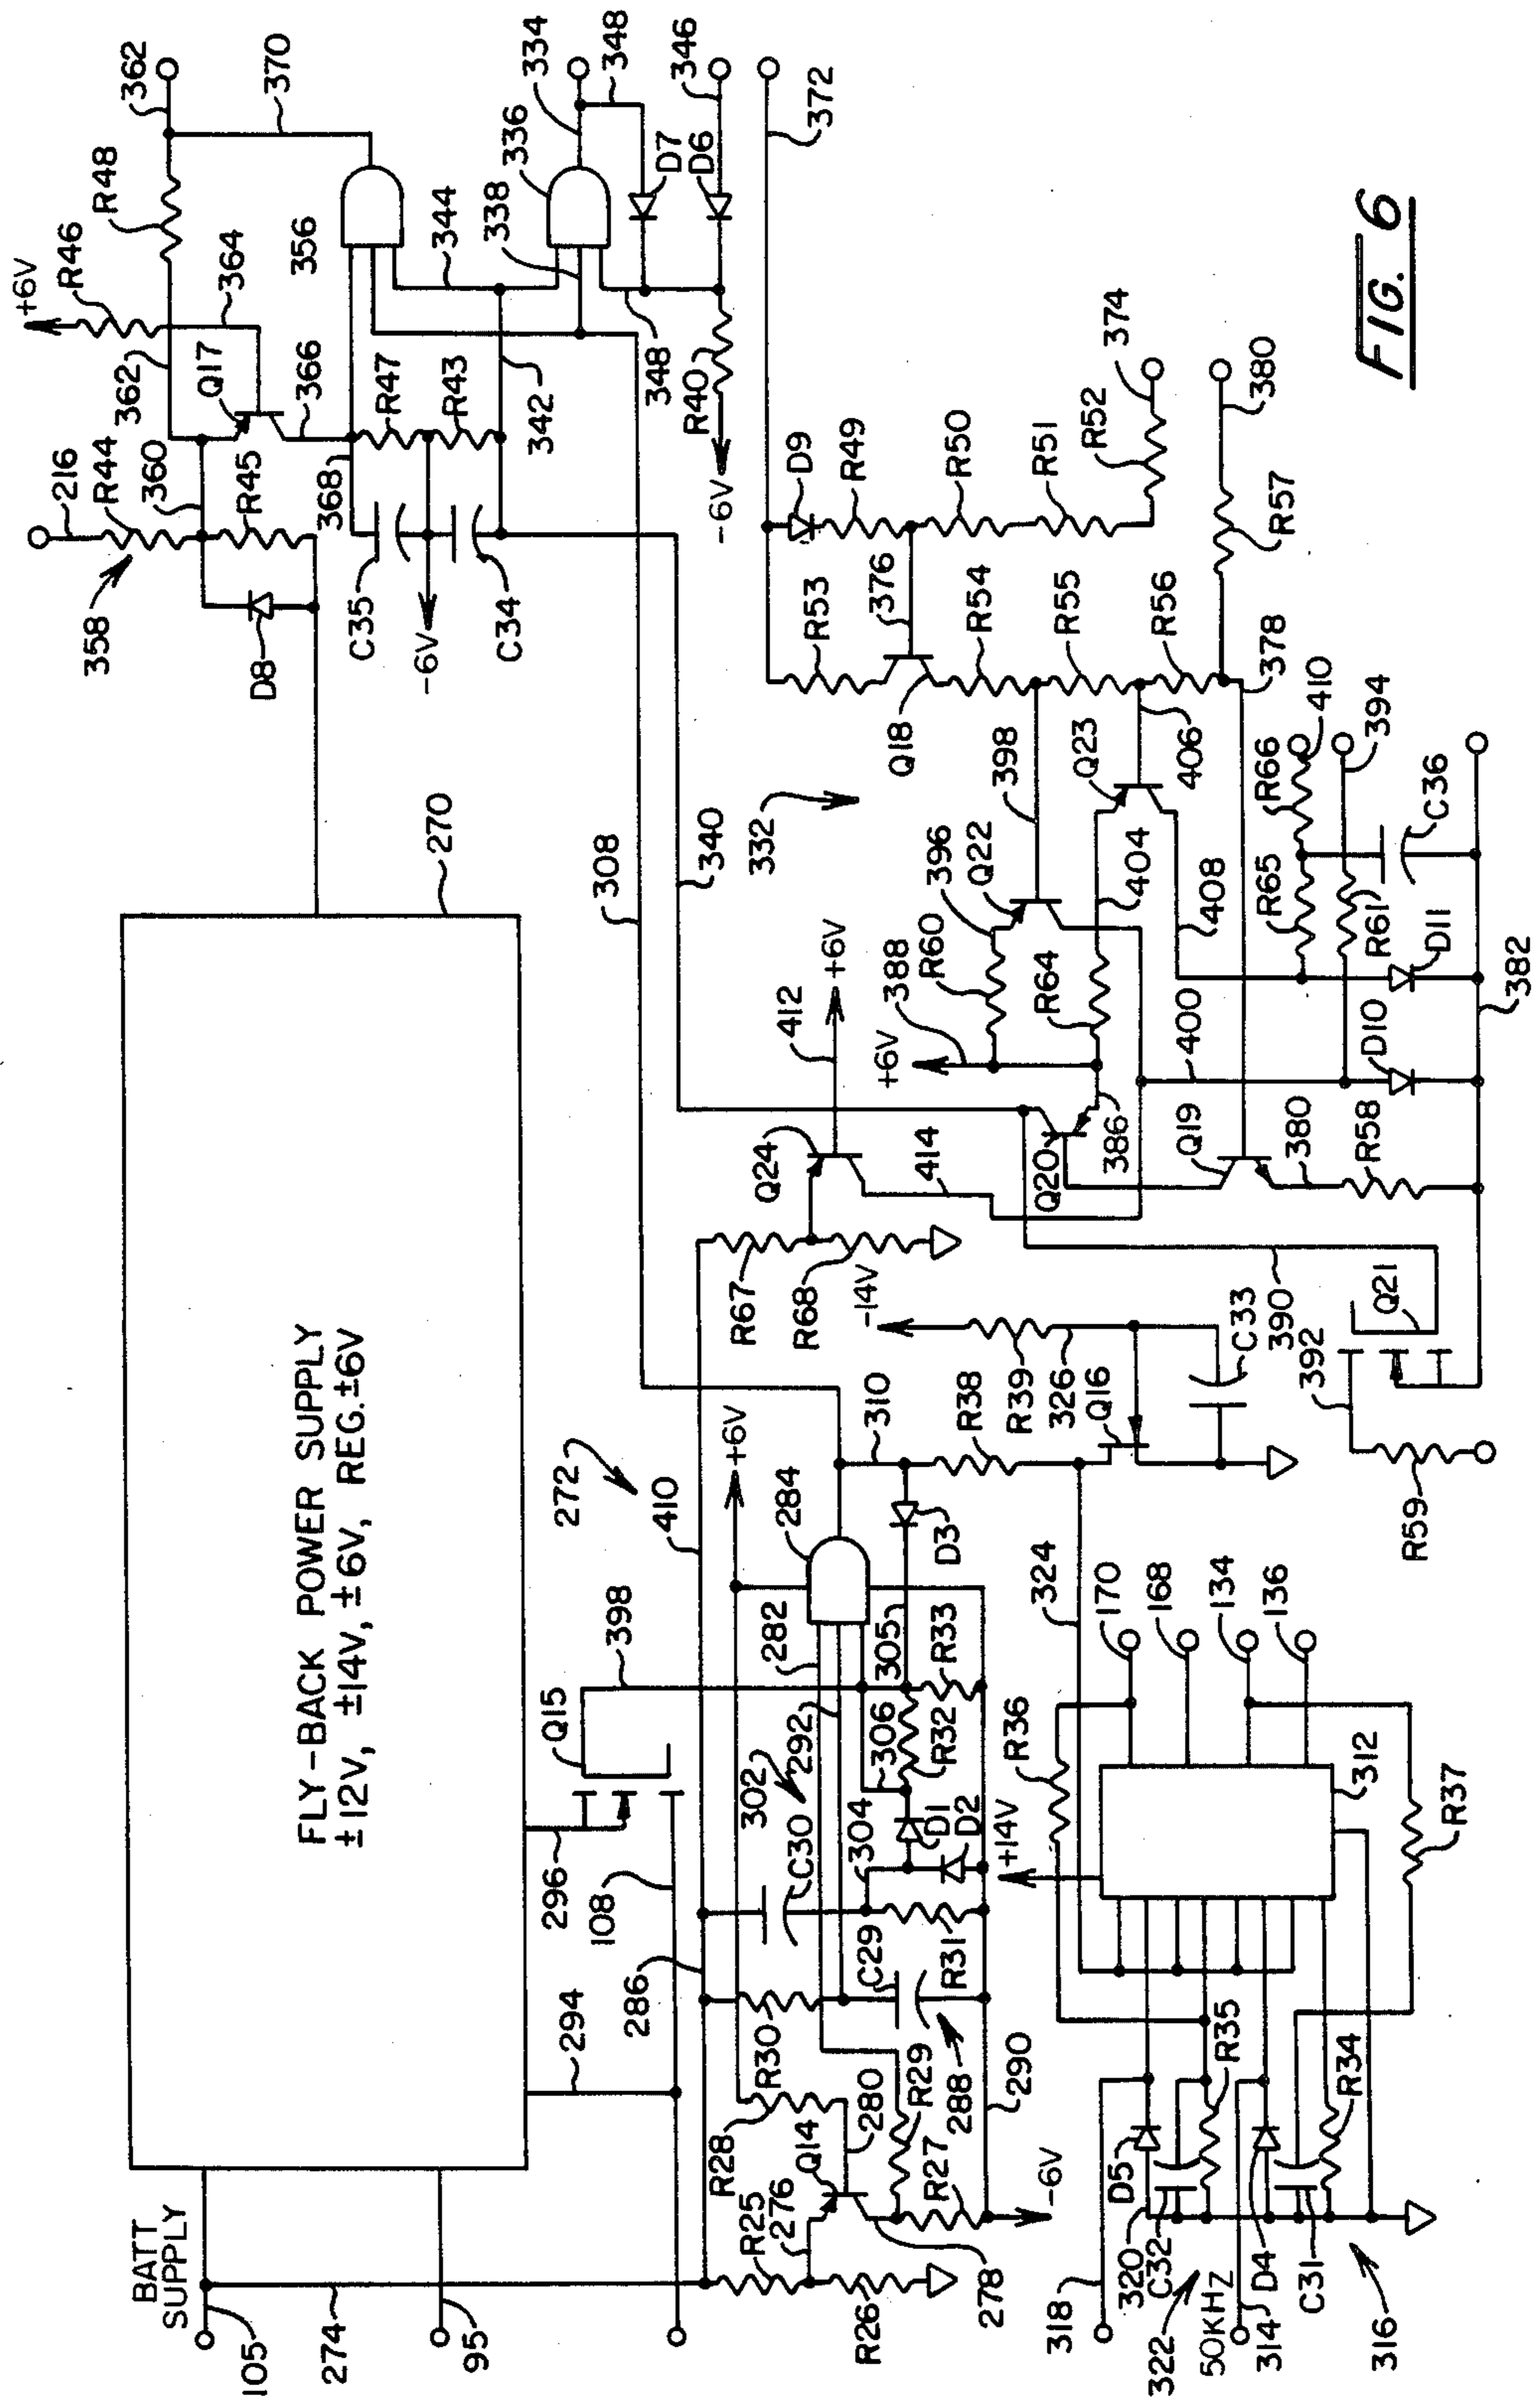 362
370
334
348
346
372
R48
+6V
R46
364
356
344
338
336
D7
D6
362
Q17
366
R47
R43
342
348
R40
216
R44
360
R45
368
-6V
358
D8
C35
-6V
C34
D9
R49
R50
R51
R52
374
380
R57
R53
376
R54
R55
R56
378
Q18
410
394
270
308
340
332
398
Q23
406
R66
C36
396
Q22
404
408
R65
R61
D11
412
+6V
R60
388
+6V
R64
400
D10
382
Q24
414
Q20
386
Q19
380
R58
FLY-BACK POWER SUPPLY
±12V, ±14V, ±6V, REG.±6V
R67
R68
-14V
390
Q21
272
410
+6V
284
310
R38
R39
326
Q16
C33
392
R59
398
Q15
282
305
D3
R33
324
170
168
134
136
296
108
302
292
306
R32
R36
312
R37
C30
304
D1
D2
+14V
294
286
R30
C29
R31
R28
280
R29
288
290
R35
R34
BATT
SUPPLY
R25
276
Q14
R27
-6V
D5
320
C32
D4
C31
105
274
95
R26
278
318
322
50KHZ
314
316
FIG. 6